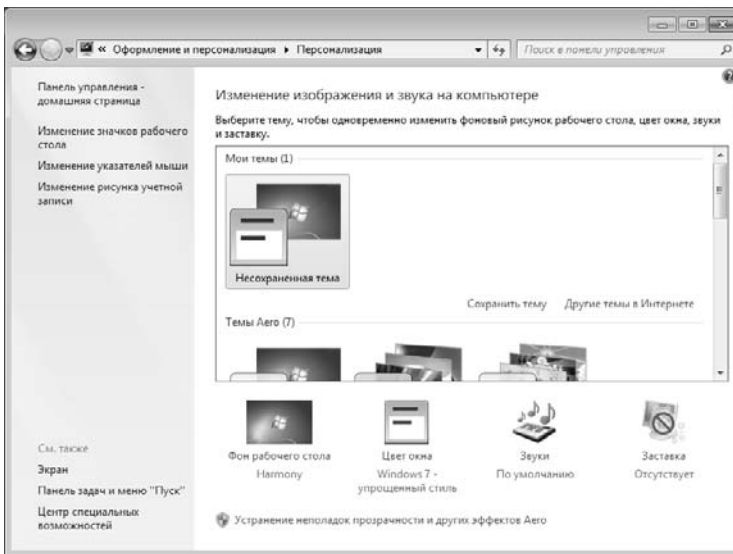 « Оформление и персонализация ▸ Персонализация
Поиск в панели управления
Панель управления -
домашняя страница
Изменение значков рабочего
стола
Изменение указателей мыши
Изменение рисунка учетной
записи
См. также
Экран
Панель задач и меню "Пуск"
Центр специальных
возможностей
Изменение изображения и звука на компьютере
Выберите тему, чтобы одновременно изменить фоновый рисунок рабочего стола, цвет окна, звуки
и заставку.
Мои темы (1)
Несохраненная тема
Сохранить тему Другие темы в Интернете
Темы Aero (7)
Фон рабочего стола
Harmony
Цвет окна
Windows 7 -
упрощенный стиль
Звуки
По умолчанию
Заставка
Отсутствует
Устранение неполадок прозрачности и других эффектов Aero